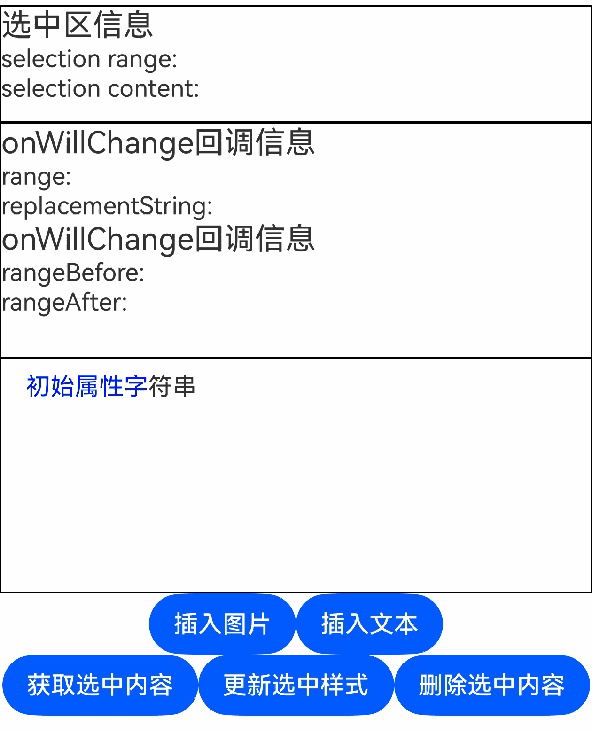 选中区信息
selection range:
selection content:
onWillChange回调信息
range:
replacementString:
onWillChange回调信息
rangeBefore:
rangeAfter:
初始属性字符串
插入图片 插入文本
获取选中内容 更新选中样式 删除选中内容